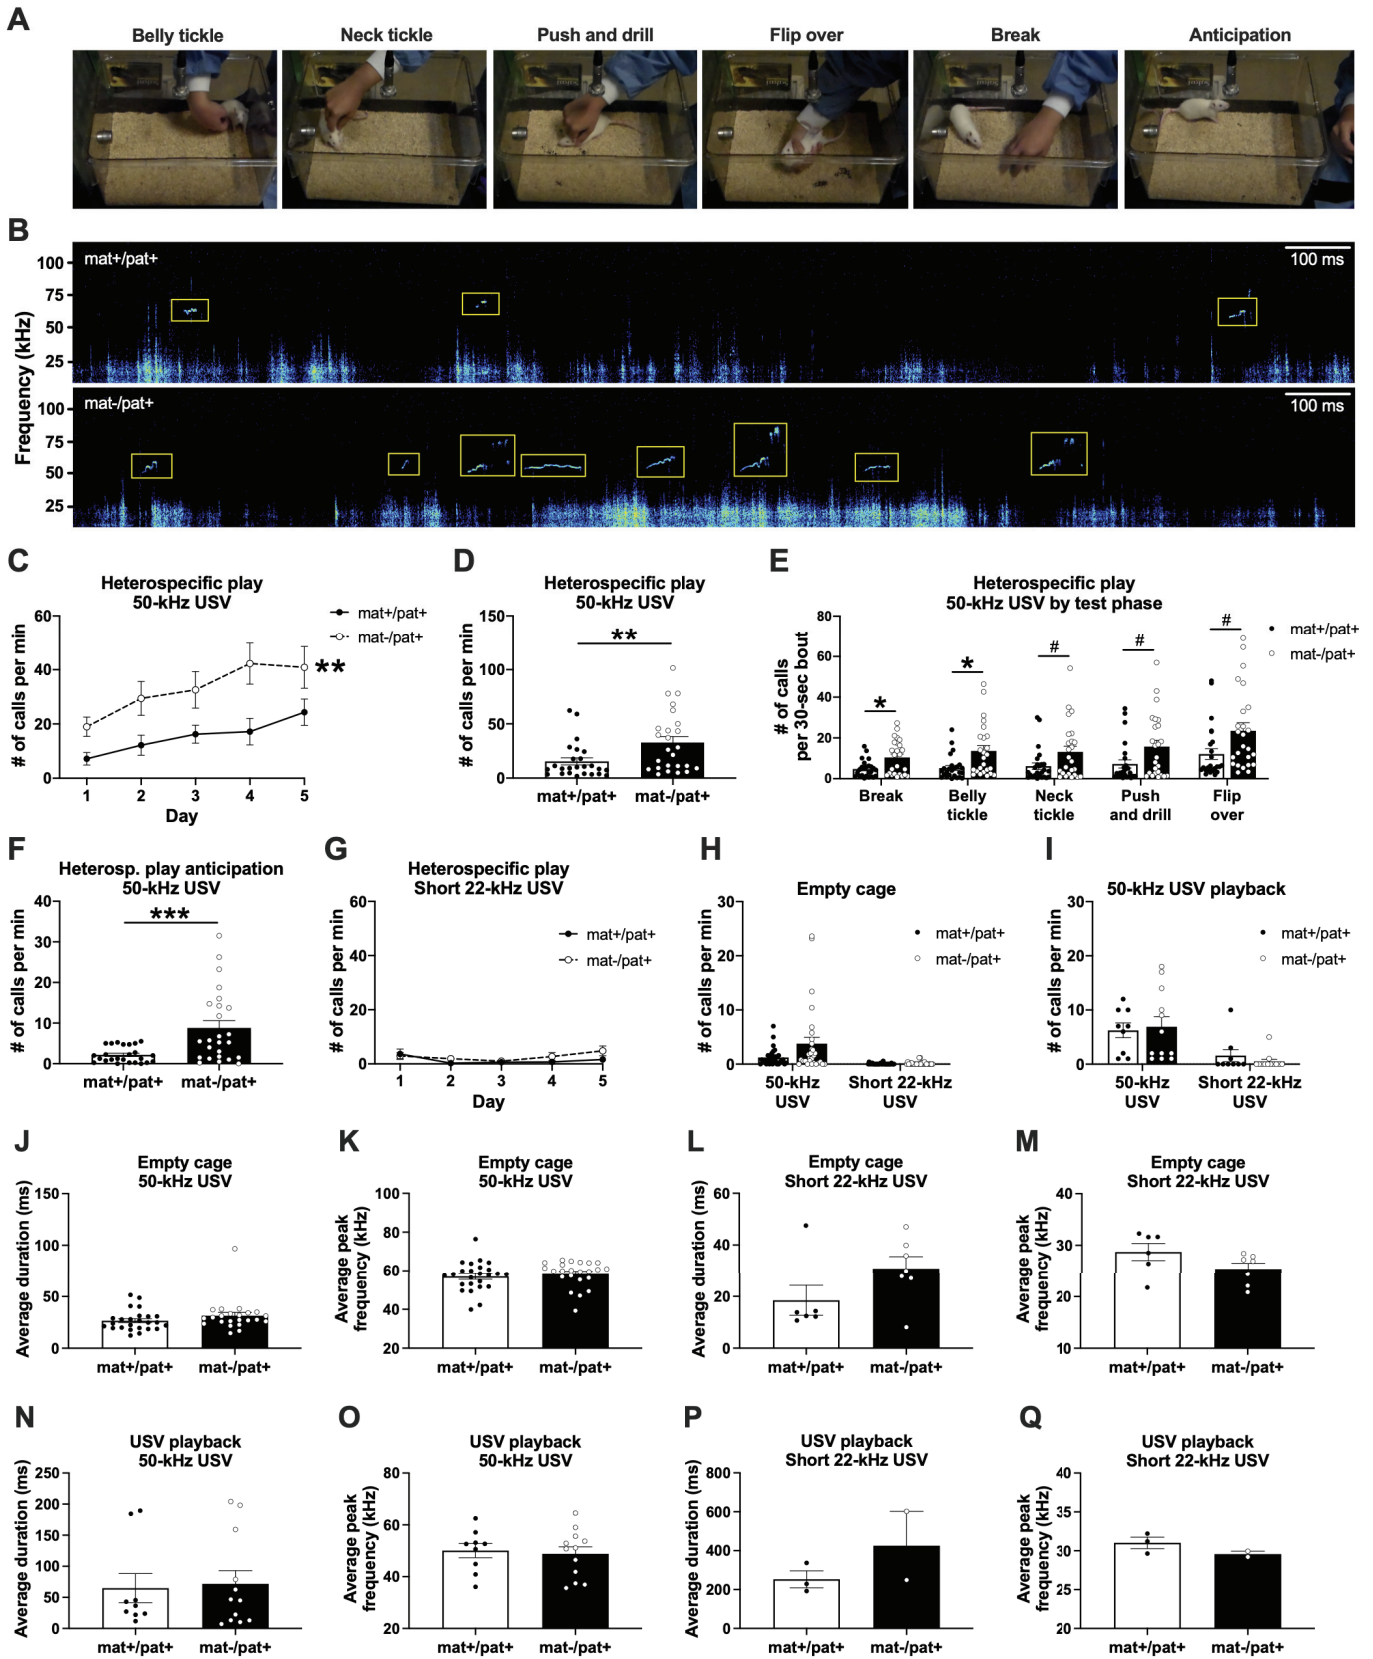 A
Belly tickle
Neck tickle
Push and drill
Flip over
Break
Anticipation
B
mat+/pat+
100 ms
100
75
50
25
mat-/pat+
100 ms
100
75
50
25
Frequency (kHz)
C
Heterospecific play
50-kHz USV
mat+/pat+
mat-/pat+
# of calls per min
60
40
20
0
**
1 2 3 4 5
Day
D
Heterospecific play
50-kHz USV
# of calls per min
150
100
50
0
**
mat+/pat+ mat-/pat+
E
Heterospecific play
50-kHz USV by test phase
# of calls
per 30-sec bout
80
60
40
20
0
* * # # #
mat+/pat+
mat-/pat+
Break
Belly
tickle
Neck
tickle
Push
and drill
Flip
over
F
Heterosp. play anticipation
50-kHz USV
# of calls per min
40
30
20
10
0
***
mat+/pat+ mat-/pat+
G
Heterospecific play
Short 22-kHz USV
# of calls per min
60
40
20
0
mat+/pat+
mat-/pat+
1 2 3 4 5
Day
H
Empty cage
# of calls per min
30
20
10
0
mat+/pat+
mat-/pat+
50-kHz
USV
Short 22-kHz
USV
I
50-kHz USV playback
# of calls per min
30
20
10
0
mat+/pat+
mat-/pat+
50-kHz
USV
Short 22-kHz
USV
J
Empty cage
50-kHz USV
Average duration (ms)
150
100
50
0
mat+/pat+ mat-/pat+
K
Empty cage
50-kHz USV
Average peak
frequency (kHz)
100
80
60
40
20
mat+/pat+ mat-/pat+
L
Empty cage
Short 22-kHz USV
Average duration (ms)
60
40
20
0
mat+/pat+ mat-/pat+
M
Empty cage
Short 22-kHz USV
Average peak
frequency (kHz)
40
30
20
10
mat+/pat+ mat-/pat+
N
USV playback
50-kHz USV
Average duration (ms)
250
200
150
100
50
0
mat+/pat+ mat-/pat+
O
USV playback
50-kHz USV
Average peak
frequency (kHz)
80
60
40
20
mat+/pat+ mat-/pat+
P
USV playback
Short 22-kHz USV
Average duration (ms)
800
600
400
200
0
mat+/pat+ mat-/pat+
Q
USV playback
Short 22-kHz USV
Average peak
frequency (kHz)
40
35
30
25
20
mat+/pat+ mat-/pat+